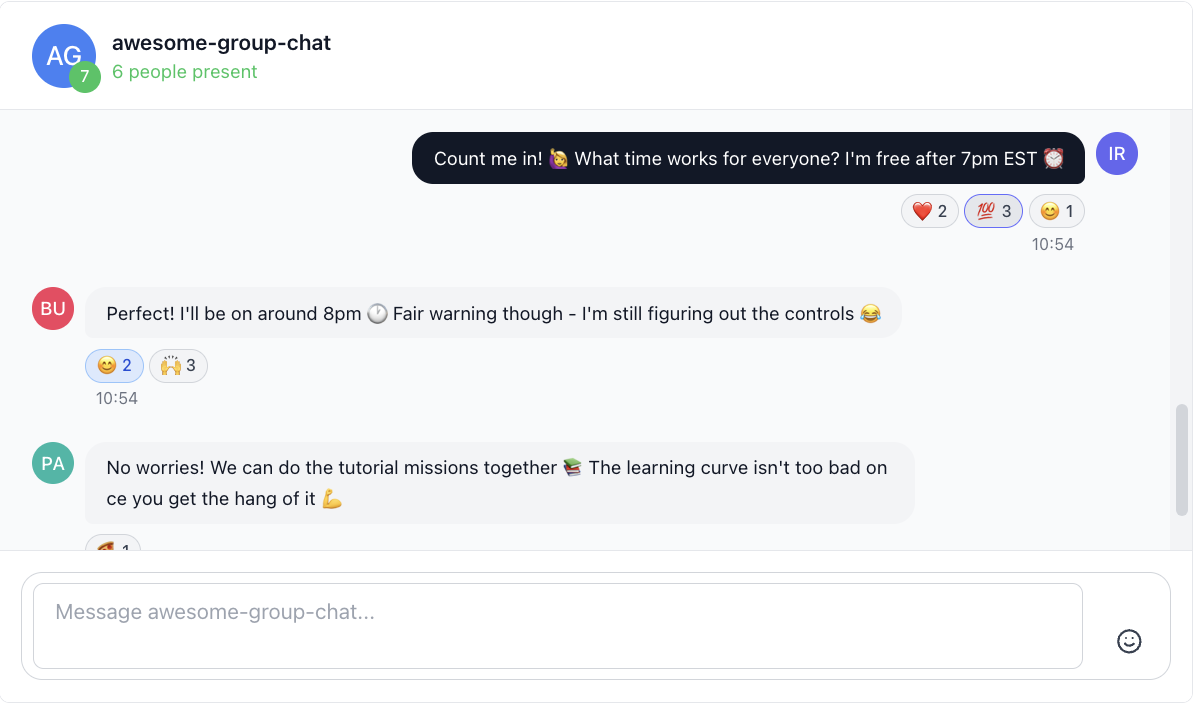 AG
7
awesome-group-chat
6 people present
Count me in! 🙋‍♀️ What time works for everyone? I'm free after 7pm EST ⏰
IR
❤️ 2 💯 3 😊 1
10:54
BU
Perfect! I'll be on around 8pm 🕐 Fair warning though - I'm still figuring out the controls 😂
😊 2 🙌 3
10:54
PA
No worries! We can do the tutorial missions together 📚 The learning curve isn't too bad on
ce you get the hang of it 💪
🍕 1
Message awesome-group-chat...